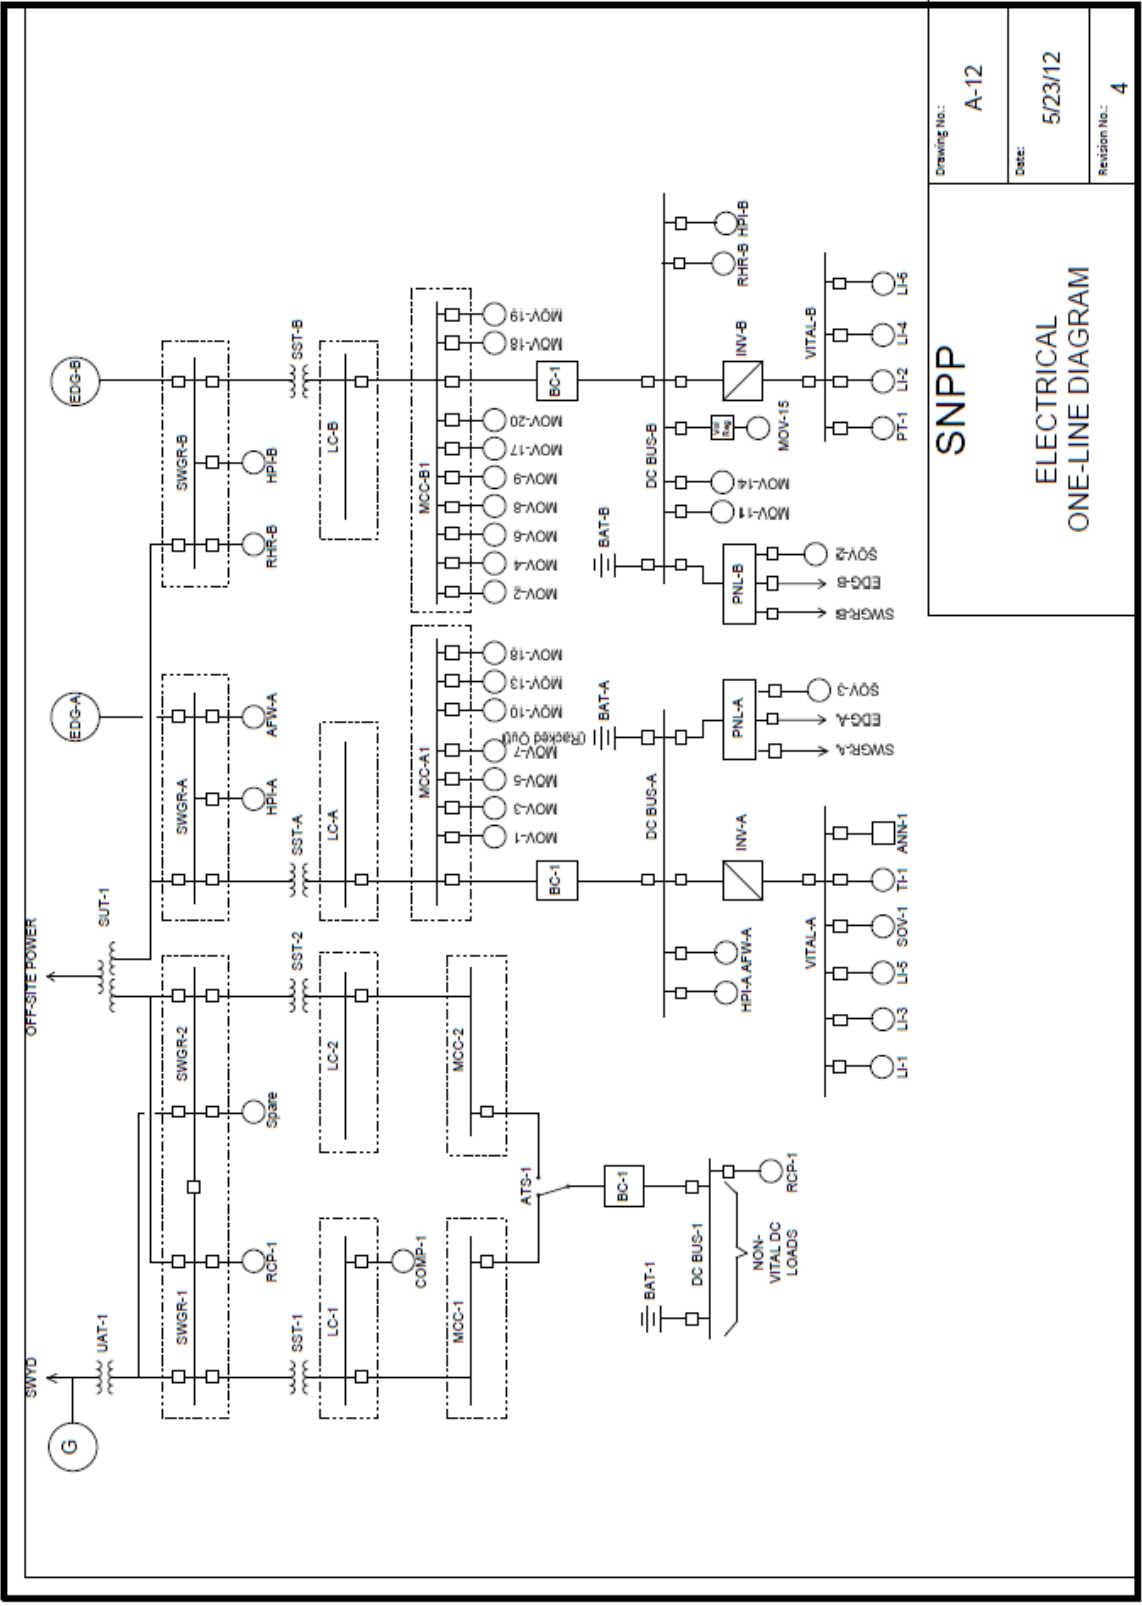 SWYD
G
UAT-1
OFF-SITE POWER
SUT-1
EDG-A
EDG-B
SWGR-1
SWGR-2
SWGR-A
SWGR-B
RCP-1
Spare
HPI-A
AFW-A
RHR-B
HPI-B
SST-1
SST-2
SST-A
SST-B
LC-1
LC-2
LC-A
LC-B
COMP-1
MCC-1
MCC-2
MCC-A1
MCC-B1
MOV-1
MOV-3
MOV-5
MOV-7
(Racked Out)
MOV-10
MOV-13
MOV-16
MOV-2
MOV-4
MOV-6
MOV-8
MOV-9
MOV-17
MOV-20
MOV-18
MOV-19
ATS-1
BC-1
BC-1
BC-1
BAT-1
BAT-A
BAT-B
DC BUS-1
DC BUS-A
DC BUS-B
NON-
VITAL DC
LOADS
RCP-1
HPI-A
AFW-A
INV-A
PNL-A
SWGR-A
EDG-A
SOV-3
PNL-B
SWGR-B
EDG-B
SOV-2
MOV-11
MOV-14
Vol
Reg
MOV-15
INV-B
RHR-B
HPI-B
VITAL-A
LI-1
LI-3
LI-5
SOV-1
TI-1
ANN-1
VITAL-B
PT-1
LI-2
LI-4
LI-6
SNPP
ELECTRICAL
ONE-LINE DIAGRAM
Drawing No.:
A-12
Date:
5/23/12
Revision No.:
4